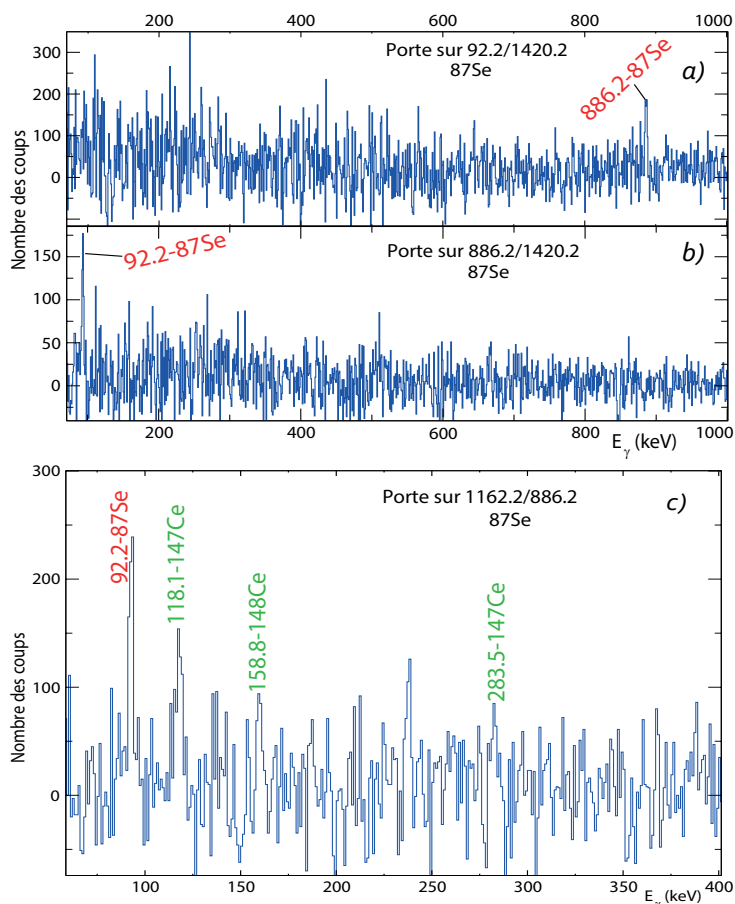 200 400 600 800 1000
Porte sur 92.2/1420.2
87Se
a)
886.2-87Se
300
200
100
0
Nombre des coups
Porte sur 886.2/1420.2
87Se
b)
92.2-87Se
150
100
50
0
200 400 600 800 1000
E_γ (keV)
Porte sur 1162.2/886.2
87Se
c)
92.2-87Se
118.1-147Ce
158.8-148Ce
283.5-147Ce
300
200
100
0
Nombre des coups
100 150 200 250 300 350 400
E_γ (keV)